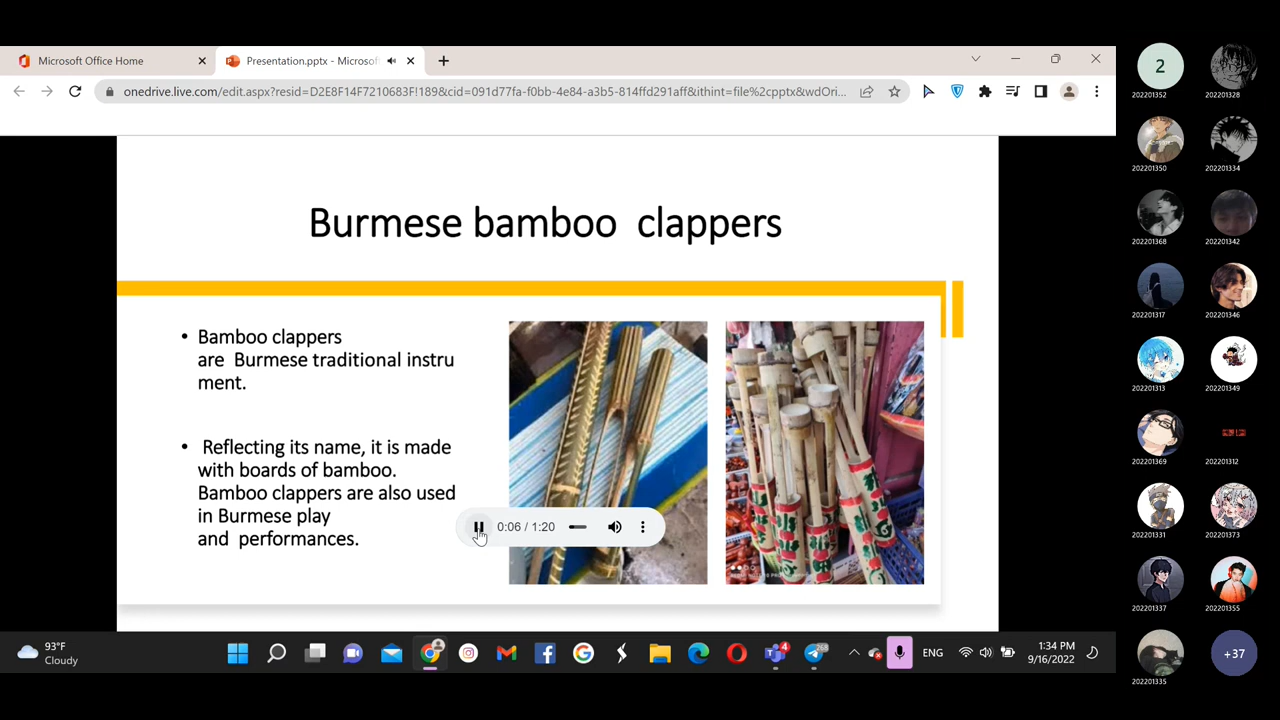 Microsoft Office Home
Presentation.pptx - Microsof
onedrive.live.com/edit.aspx?resid=D2E8F14F7210683F!189&cid=091d77fa-f0bb-4e84-a3b5-814ffd291aff&ithint=file%2cpptx&wdOri...
Burmese bamboo clappers
• Bamboo clappers
are Burmese traditional instru
ment.
• Reflecting its name, it is made
with boards of bamboo.
Bamboo clappers are also used
in Burmese play
and performances.
0:06 / 1:20
2
202201352
202201328
202201350
202201334
202201368
202201342
202201317
202201346
202201313
202201349
202201369
202201312
202201331
202201373
202201337
202201355
202201335
+37
93°F
Cloudy
4
268
ENG
1:34 PM
9/16/2022